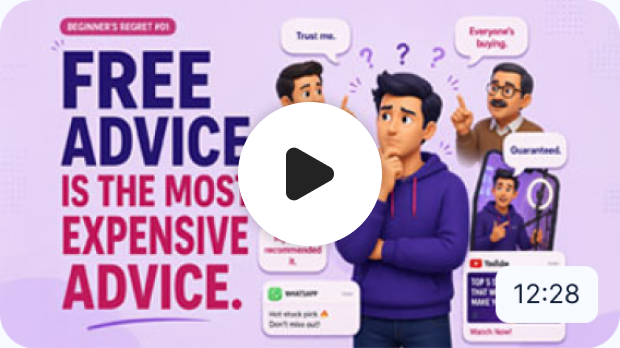 BEGINNER'S REGRET #01
FREE
ADVICE
IS THE MOST
EXPENSIVE
ADVICE.
Trust me.
Everyone's
buying.
Guaranteed.
recommended
it.
WHATSAPP
Hot stock pick 🔥
Don't miss out!
YouTube
TOP 5 S
THAT W
MAKE Y
Watch Now!
12:28